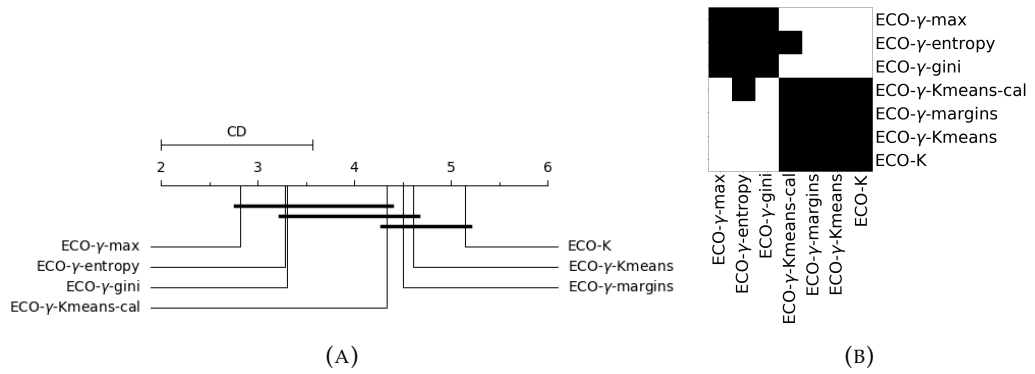 CD
2 3 4 5 6
ECO-γ-max
ECO-γ-entropy
ECO-γ-gini
ECO-γ-Kmeans-cal
ECO-K
ECO-γ-Kmeans
ECO-γ-margins
(A)
ECO-γ-max
ECO-γ-entropy
ECO-γ-gini
ECO-γ-Kmeans-cal
ECO-γ-margins
ECO-γ-Kmeans
ECO-K
ECO-γ-max
ECO-γ-entropy
ECO-γ-gini
ECO-γ-Kmeans-cal
ECO-γ-margins
ECO-γ-Kmeans
ECO-K
(B)